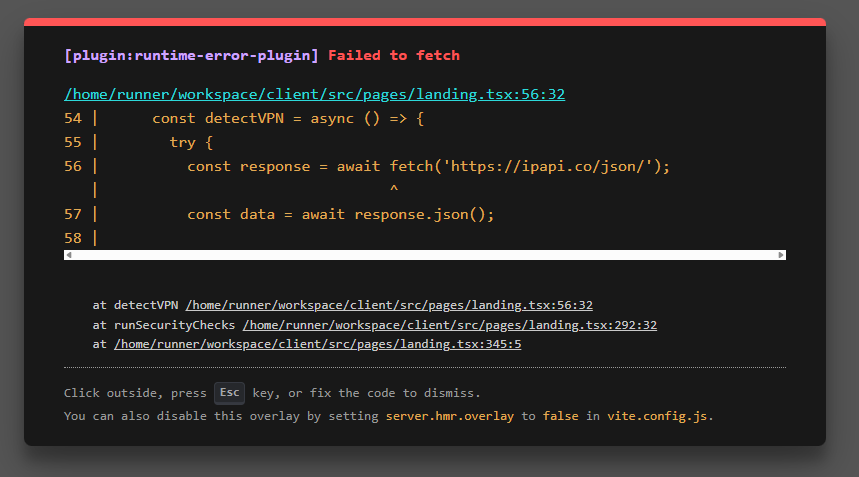 [plugin:runtime-error-plugin] Failed to fetch
/home/runner/workspace/client/src/pages/landing.tsx:56:32
54 |      const detectVPN = async () => {
55 |        try {
56 |          const response = await fetch('https://ipapi.co/json/');
   |                                 ^
57 |          const data = await response.json();
58 |
at detectVPN /home/runner/workspace/client/src/pages/landing.tsx:56:32
at runSecurityChecks /home/runner/workspace/client/src/pages/landing.tsx:292:32
at /home/runner/workspace/client/src/pages/landing.tsx:345:5
Click outside, press Esc key, or fix the code to dismiss.
You can also disable this overlay by setting server.hmr.overlay to false in vite.config.js.